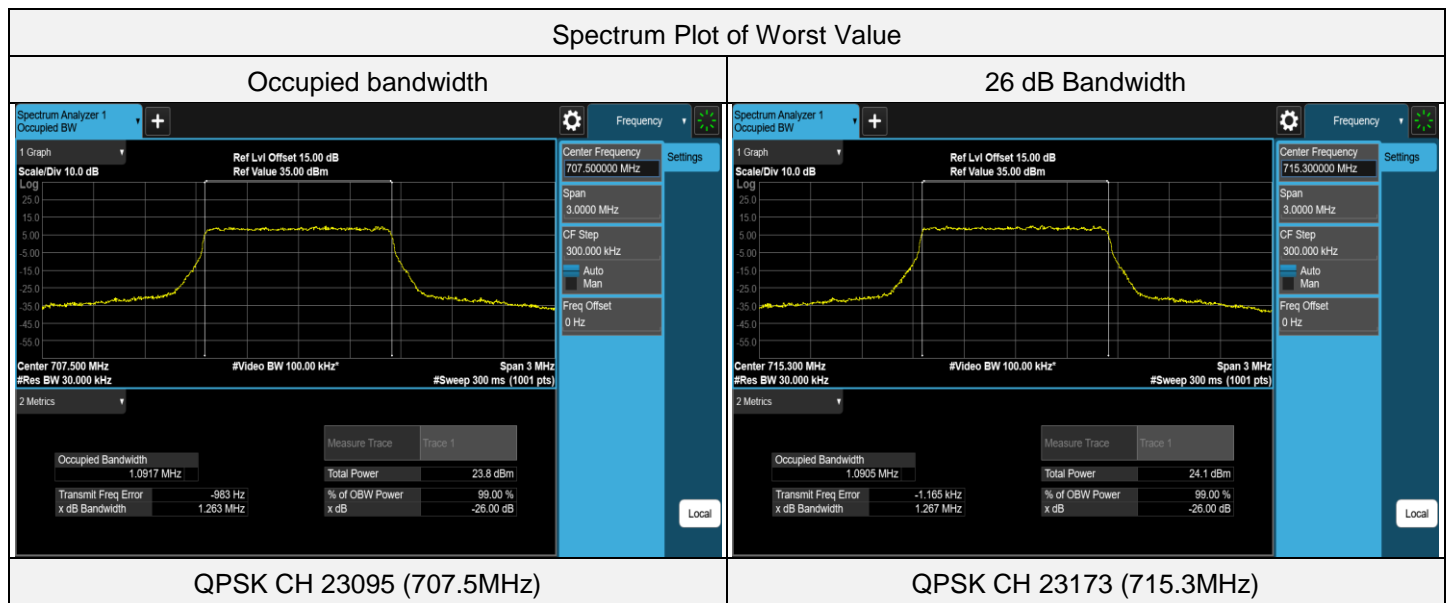 Spectrum Plot of Worst Value
Occupied bandwidth
26 dB Bandwidth
Spectrum Analyzer 1
Occupied BW
+
Frequency
1 Graph
Scale/Div 10.0 dB
Ref Lvl Offset 15.00 dB
Ref Value 35.00 dBm
Log
25.0
15.0
5.00
-5.00
-15.0
-25.0
-35.0
-45.0
-55.0
Center 707.500 MHz
#Res BW 30.000 kHz
#Video BW 100.00 kHz*
Span 3 MHz
#Sweep 300 ms (1001 pts)
Center Frequency
707.500000 MHz
Settings
Span
3.0000 MHz
CF Step
300.000 kHz
Auto
Man
Freq Offset
0 Hz
Local
2 Metrics
Measure Trace Trace 1
Occupied Bandwidth
1.0917 MHz
Total Power 23.8 dBm
Transmit Freq Error -983 Hz
% of OBW Power 99.00 %
x dB Bandwidth 1.263 MHz
x dB -26.00 dB
Spectrum Analyzer 1
Occupied BW
+
Frequency
1 Graph
Scale/Div 10.0 dB
Ref Lvl Offset 15.00 dB
Ref Value 35.00 dBm
Log
25.0
15.0
5.00
-5.00
-15.0
-25.0
-35.0
-45.0
-55.0
Center 715.300 MHz
#Res BW 30.000 kHz
#Video BW 100.00 kHz*
Span 3 MHz
#Sweep 300 ms (1001 pts)
Center Frequency
715.300000 MHz
Settings
Span
3.0000 MHz
CF Step
300.000 kHz
Auto
Man
Freq Offset
0 Hz
Local
2 Metrics
Measure Trace Trace 1
Occupied Bandwidth
1.0905 MHz
Total Power 24.1 dBm
Transmit Freq Error -1.165 kHz
% of OBW Power 99.00 %
x dB Bandwidth 1.267 MHz
x dB -26.00 dB
QPSK CH 23095 (707.5MHz)
QPSK CH 23173 (715.3MHz)